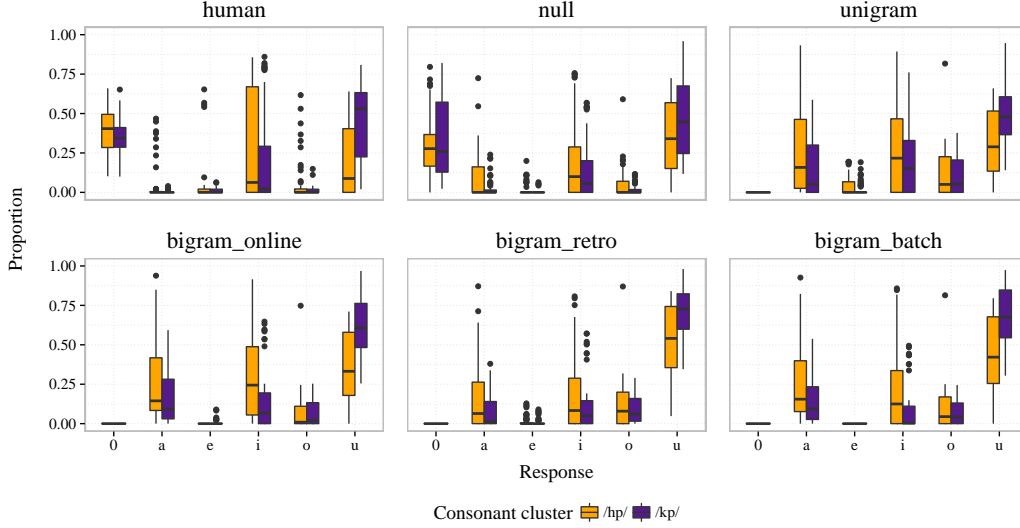 human null unigram
1.00
0.75
0.50
0.25
0.00
Proportion
bigram_online bigram_retro bigram_batch
1.00
0.75
0.50
0.25
0.00
0 a e i o u 0 a e i o u 0 a e i o u
Response
Consonant cluster /hp/ /kp/